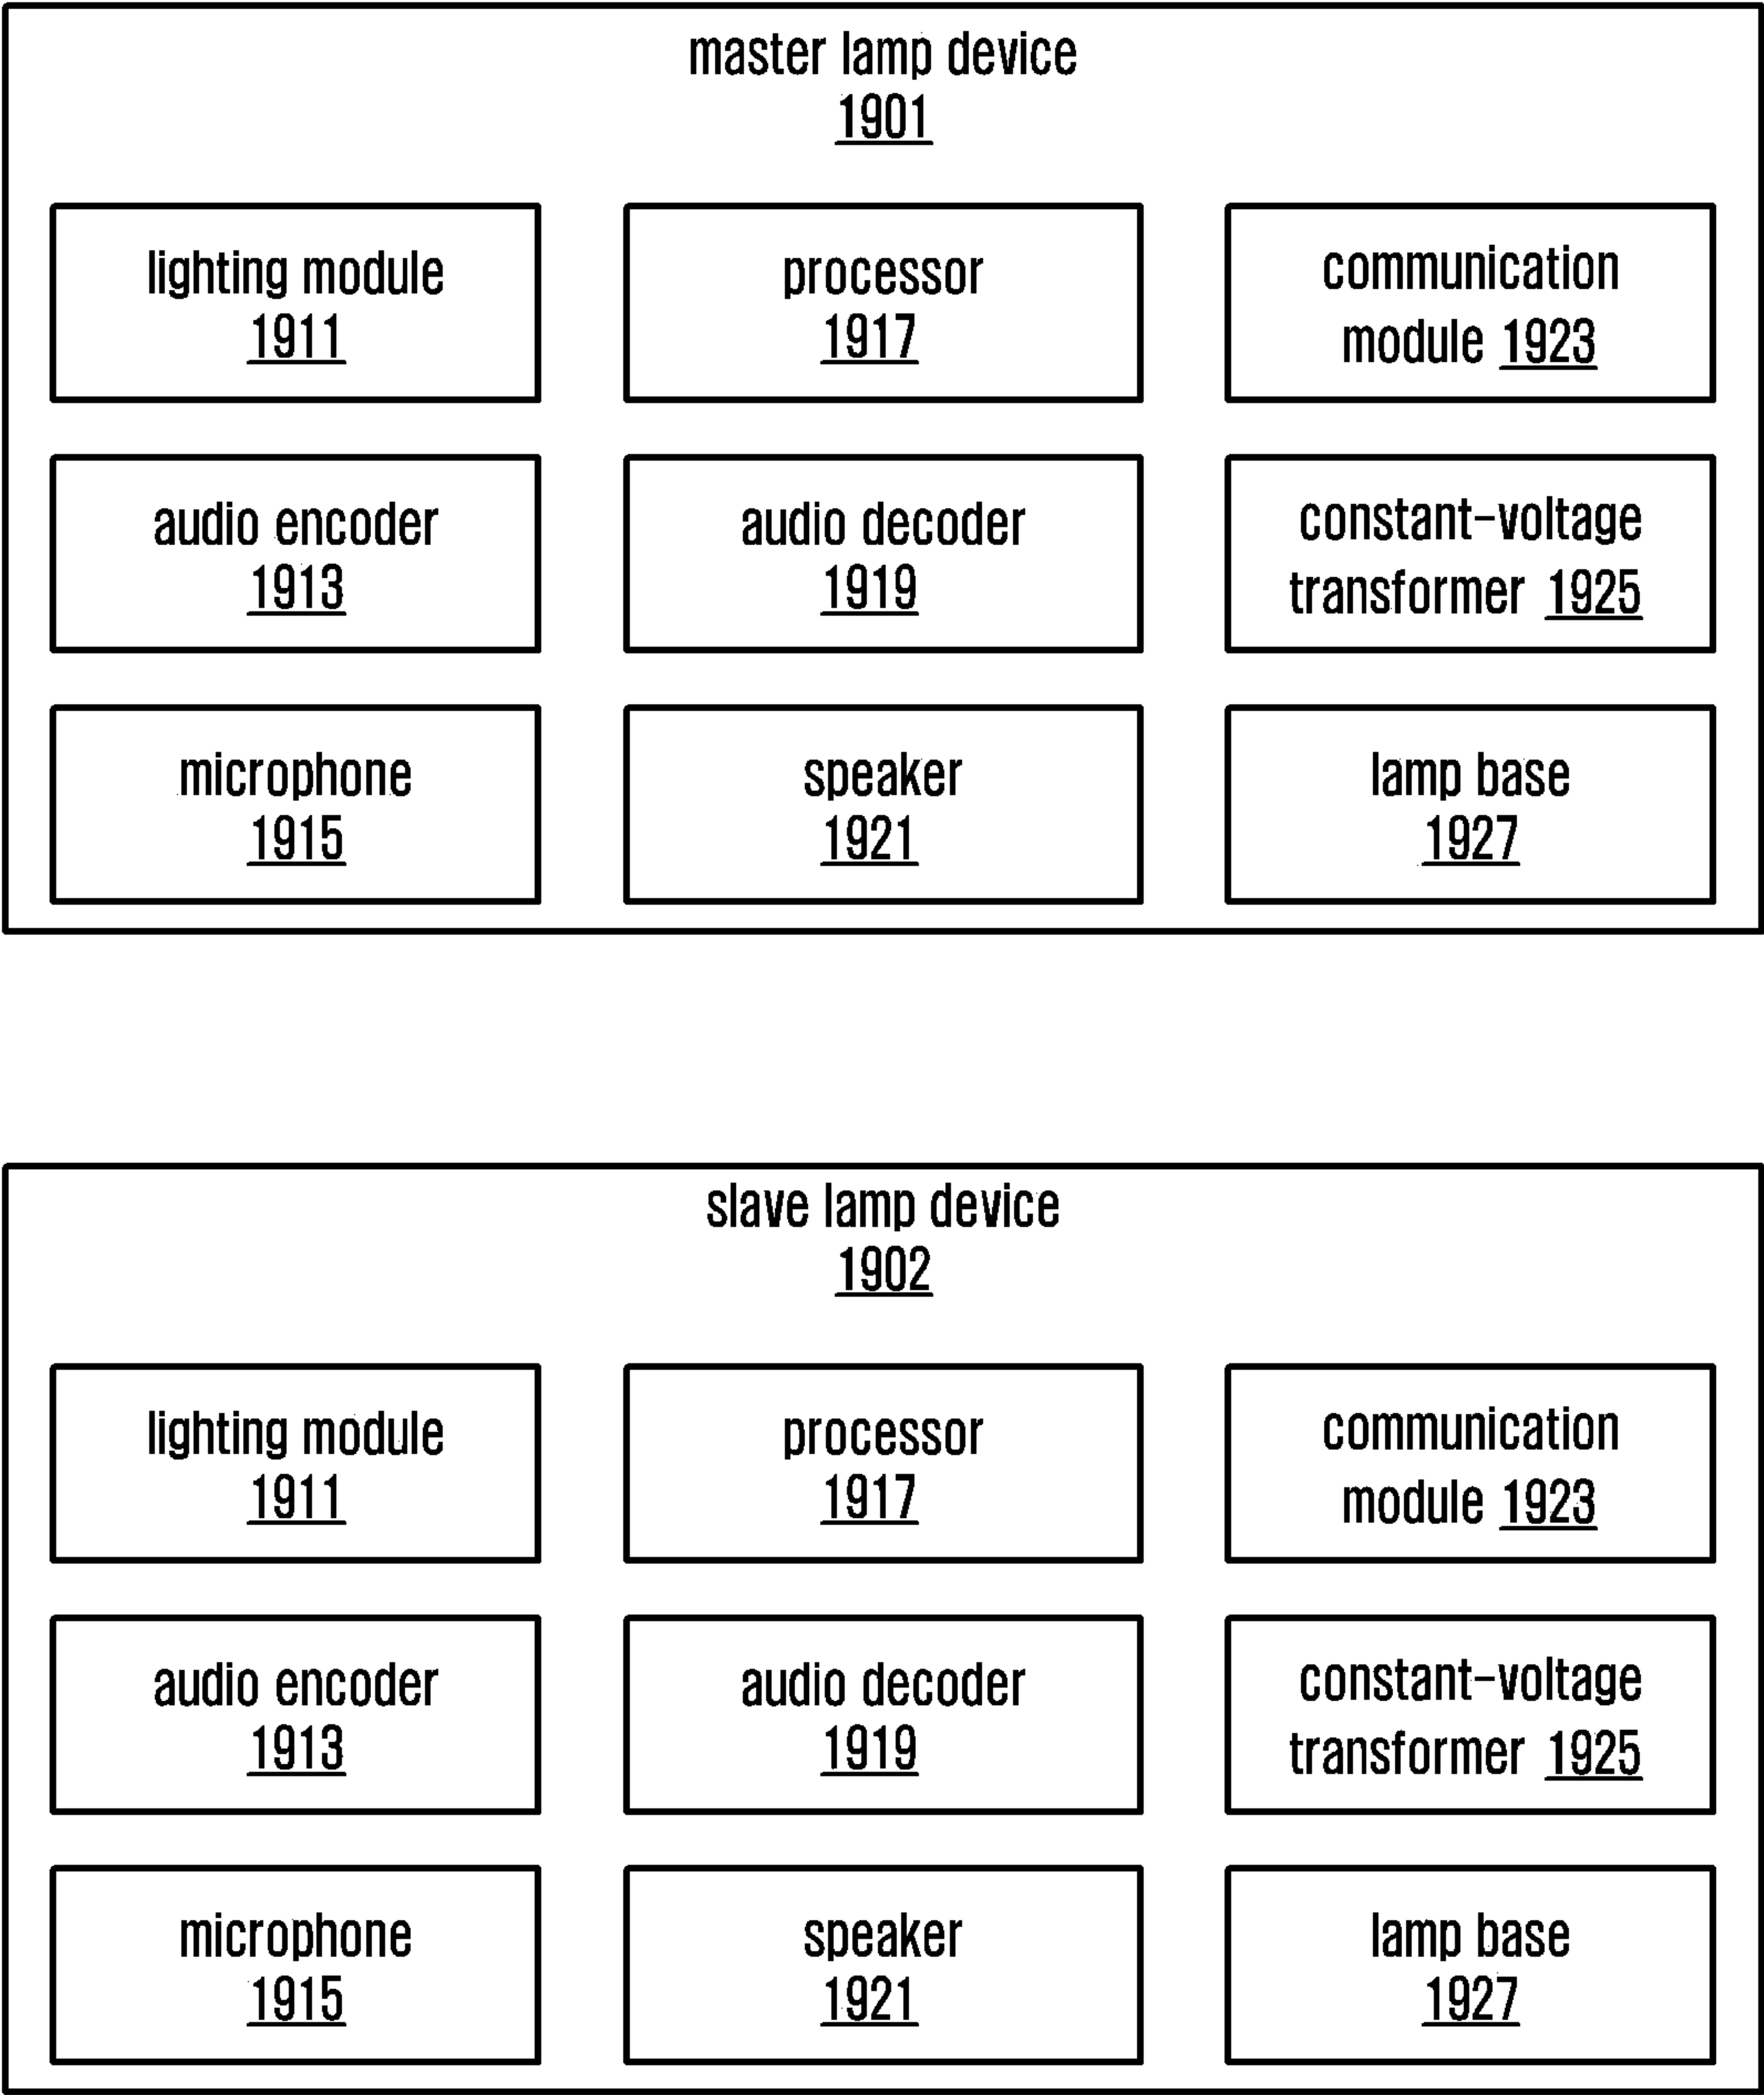 master lamp device
1901
lighting module
1911
processor
1917
communication
module 1923
audio encoder
1913
audio decoder
1919
constant-voltage
transformer 1925
microphone
1915
speaker
1921
lamp base
1927
slave lamp device
1902
lighting module
1911
processor
1917
communication
module 1923
audio encoder
1913
audio decoder
1919
constant-voltage
transformer 1925
microphone
1915
speaker
1921
lamp base
1927